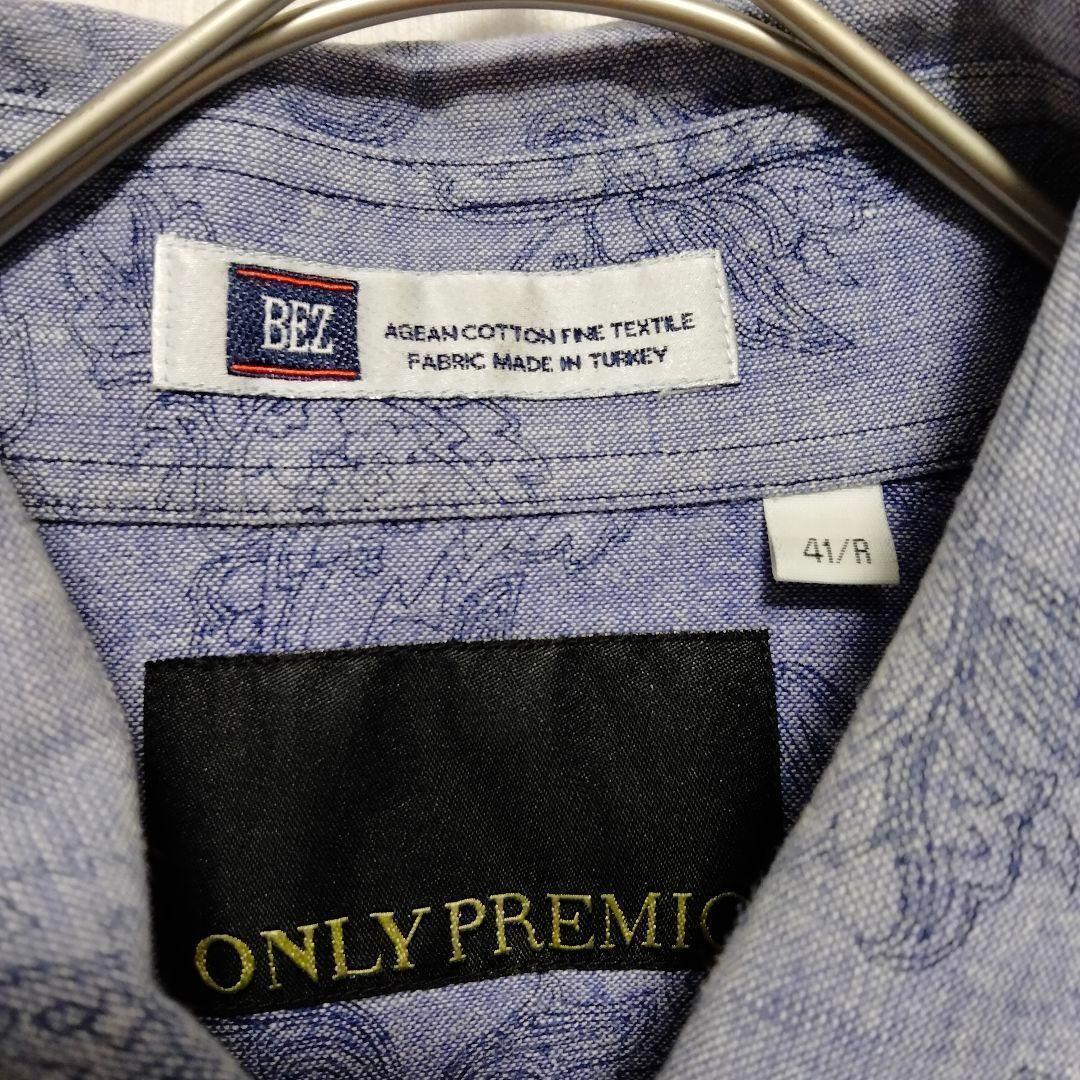 BEZ
AGEAN COTTON FINE TEXTILE
FABRIC MADE IN TURKEY
41/R
ONLY PREMIO